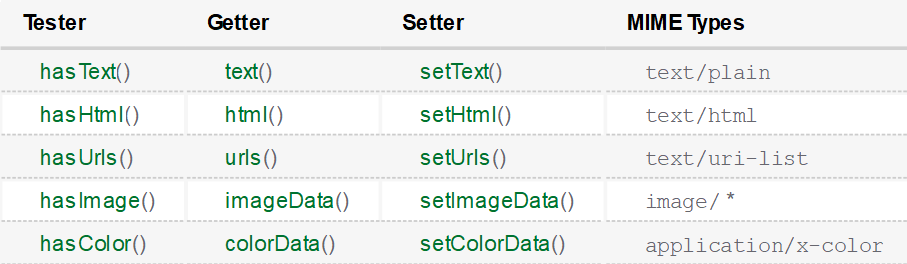 Tester Getter Setter MIME Types
hasText() text() setText() text/plain
hasHtml() html() setHtml() text/html
hasUrls() urls() setUrls() text/uri-list
hasImage() imageData() setImageData() image/ *
hasColor() colorData() setColorData() application/x-color